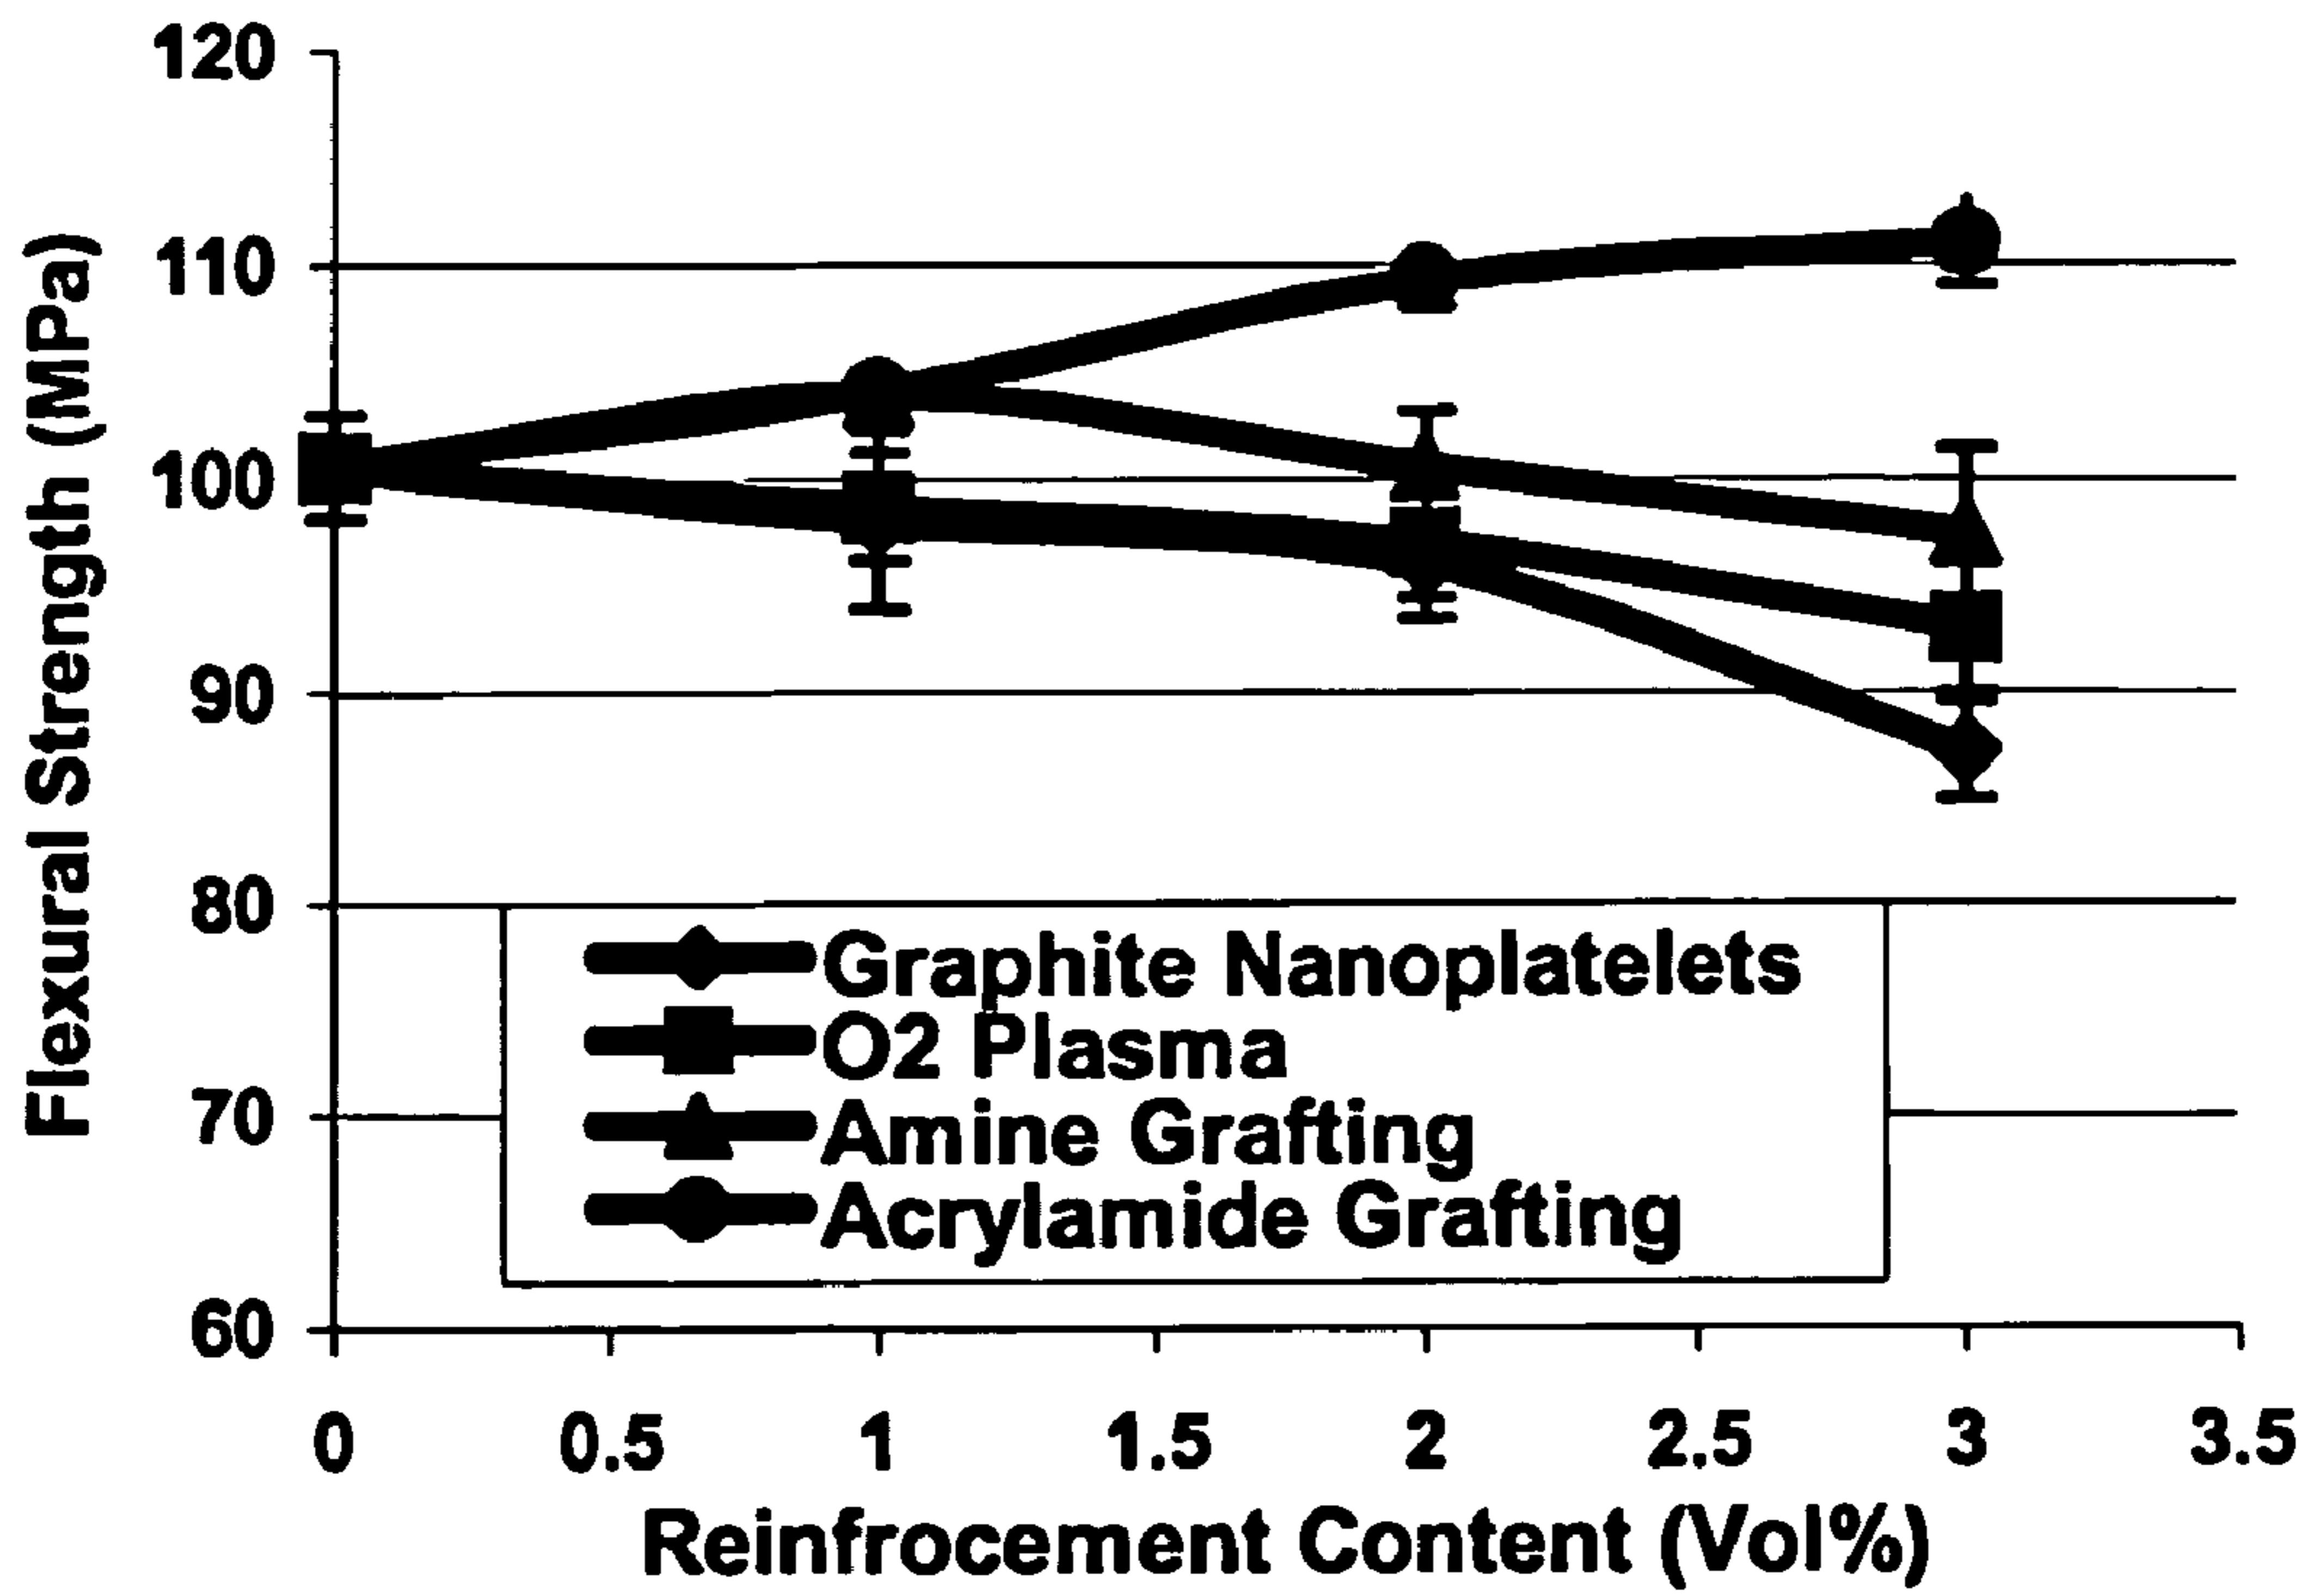 120
110
100
90
80
70
60
Flexural Strength (MPa)
Graphite Nanoplatelets
O2 Plasma
Amine Grafting
Acrylamide Grafting
0 0.5 1 1.5 2 2.5 3 3.5
Reinfrocement Content (Vol%)